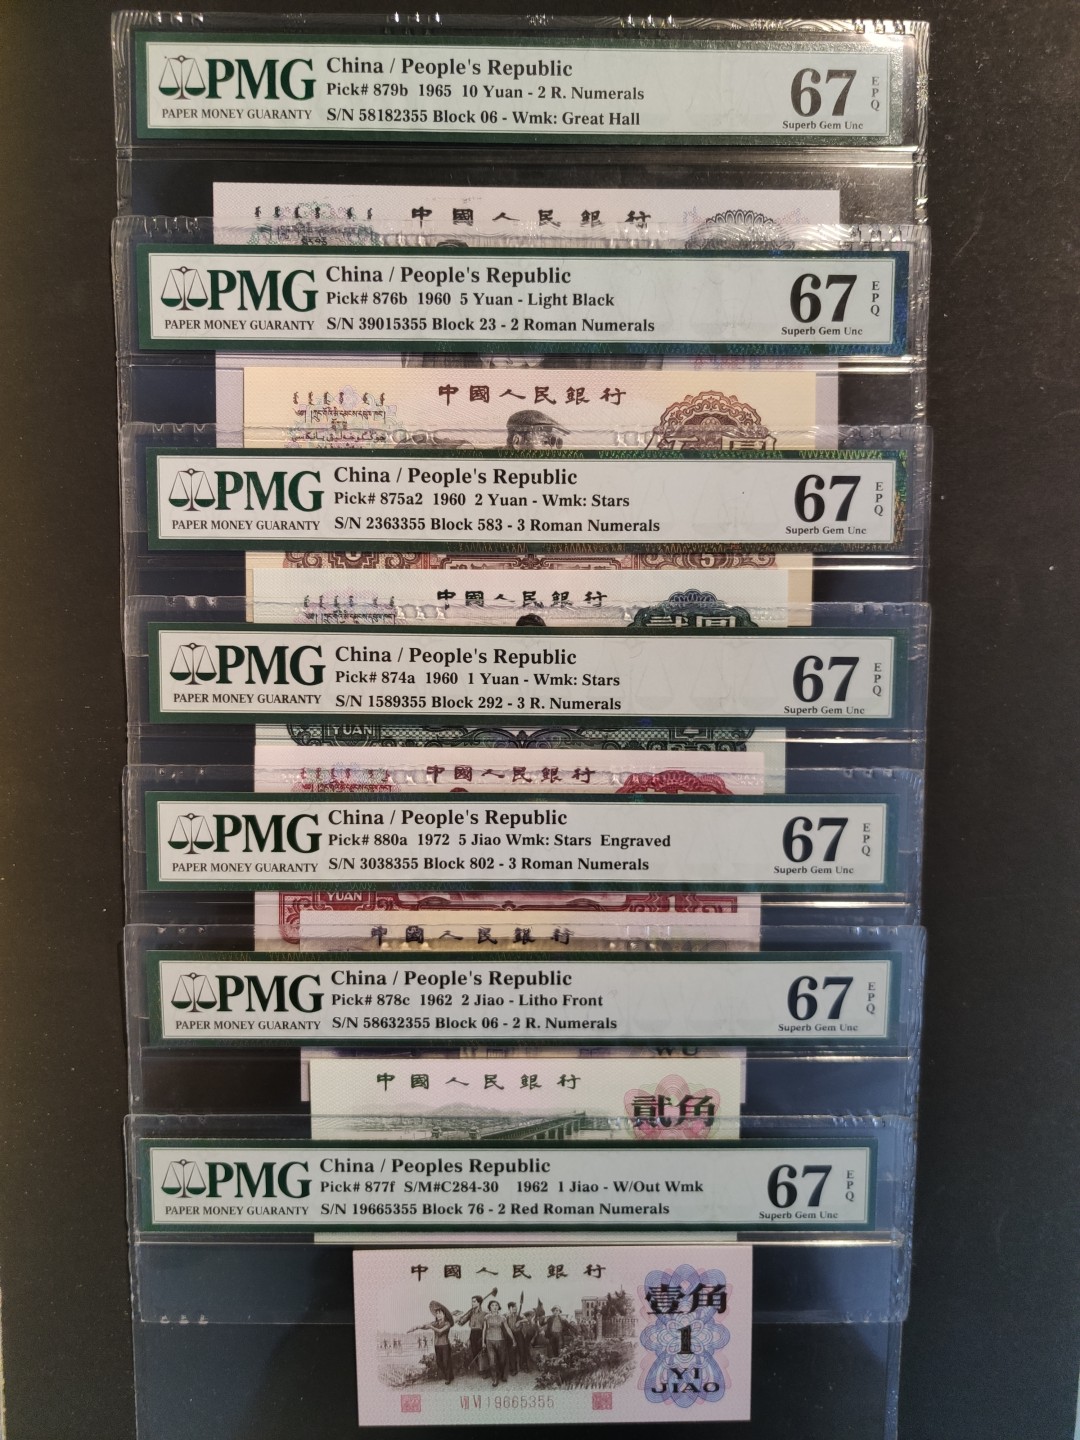 PMG
PAPER MONEY GUARANTY
China / People's Republic
Pick# 879b 1965 10 Yuan - 2 R. Numerals
S/N 58182355 Block 06 - Wmk: Great Hall
67
EPQ
Superb Gem Unc
中國人民銀行
PMG
PAPER MONEY GUARANTY
China / People's Republic
Pick# 876b 1960 5 Yuan - Light Black
S/N 39015355 Block 23 - 2 Roman Numerals
67
EPQ
Superb Gem Unc
中國人民銀行
伍圓
PMG
PAPER MONEY GUARANTY
China / People's Republic
Pick# 875a2 1960 2 Yuan - Wmk: Stars
S/N 2363355 Block 583 - 3 Roman Numerals
67
EPQ
Superb Gem Unc
5
中國人民銀行
貳圓
PMG
PAPER MONEY GUARANTY
China / People's Republic
Pick# 874a 1960 1 Yuan - Wmk: Stars
S/N 1589355 Block 292 - 3 R. Numerals
67
EPQ
Superb Gem Unc
YUAN
中國人民銀行
PMG
PAPER MONEY GUARANTY
China / People's Republic
Pick# 880a 1972 5 Jiao Wmk: Stars Engraved
S/N 3038355 Block 802 - 3 Roman Numerals
67
EPQ
Superb Gem Unc
YUAN
中國人民銀行
PMG
PAPER MONEY GUARANTY
China / People's Republic
Pick# 878c 1962 2 Jiao - Litho Front
S/N 58632355 Block 06 - 2 R. Numerals
67
EPQ
Superb Gem Unc
WU
中國人民銀行
貳角
PMG
PAPER MONEY GUARANTY
China / Peoples Republic
Pick# 877f S/M#C284-30 1962 1 Jiao - W/Out Wmk
S/N 19665355 Block 76 - 2 Red Roman Numerals
67
EPQ
Superb Gem Unc
中國人民銀行
壹角
1
YI
JIAO
VII VI 19665355